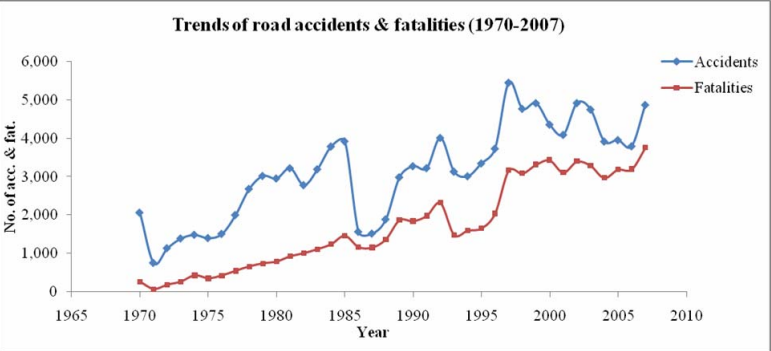 Trends of road accidents & fatalities (1970-2007)
6,000
5,000
4,000
3,000
2,000
1,000
0
No. of acc. & fat.
1965 1970 1975 1980 1985 1990 1995 2000 2005 2010
Year
Accidents
Fatalities